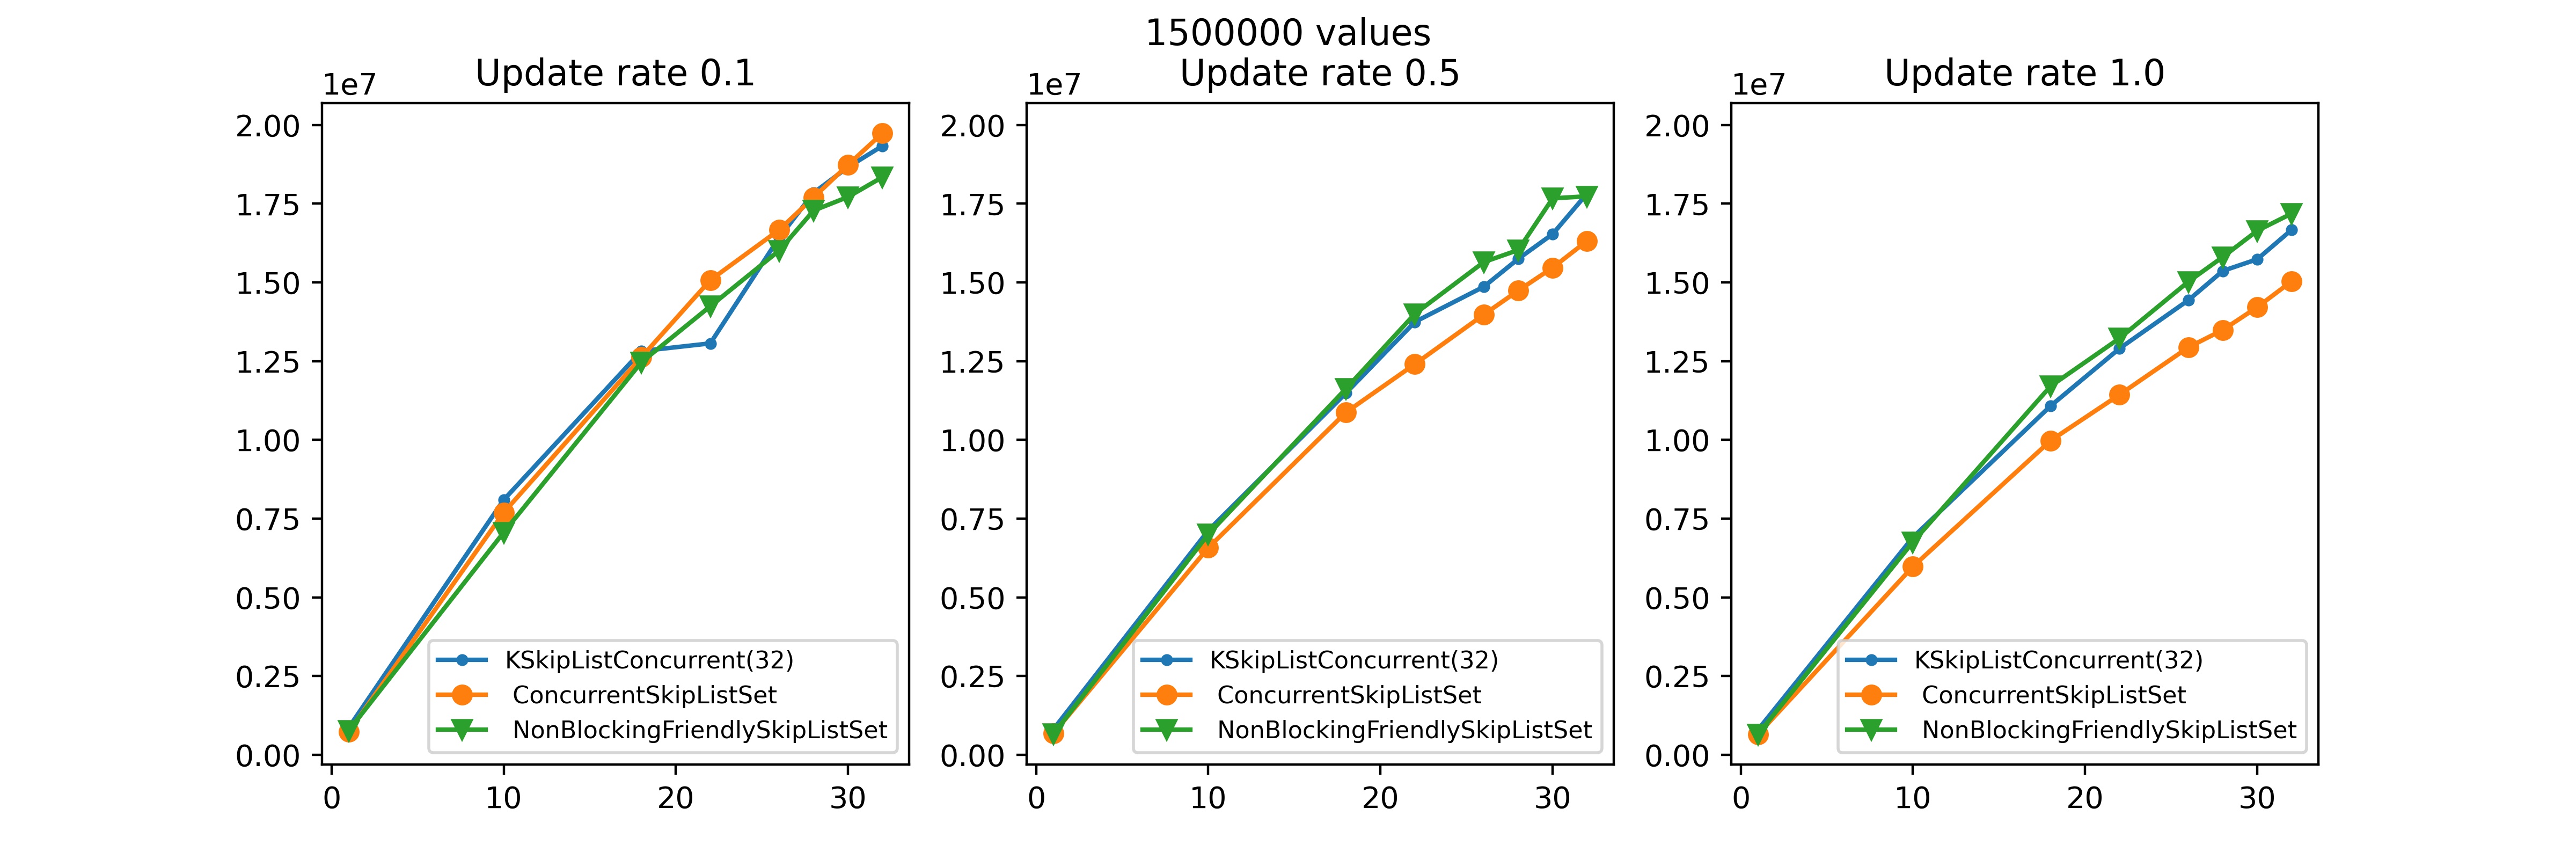 1500000 values
Update rate 0.1
Update rate 0.5
Update rate 1.0
1e7
2.00
1.75
1.50
1.25
1.00
0.75
0.50
0.25
0.00
0
10
20
30
KSkipListConcurrent(32)
ConcurrentSkipListSet
NonBlockingFriendlySkipListSet
1e7
2.00
1.75
1.50
1.25
1.00
0.75
0.50
0.25
0.00
0
10
20
30
KSkipListConcurrent(32)
ConcurrentSkipListSet
NonBlockingFriendlySkipListSet
1e7
2.00
1.75
1.50
1.25
1.00
0.75
0.50
0.25
0.00
0
10
20
30
KSkipListConcurrent(32)
ConcurrentSkipListSet
NonBlockingFriendlySkipListSet